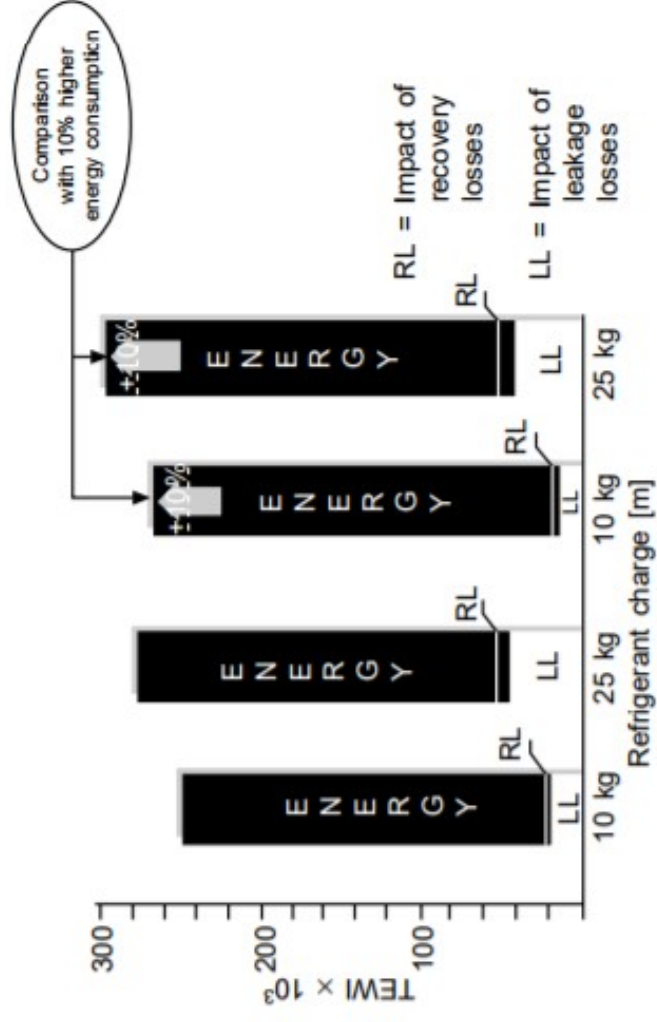 Comparison
with 10% higher
energy consumption
TEWI × 10³
300
200
100
ENERGY
ENERGY
ENERGY
ENERGY
+10%
+10%
RL
RL
RL
RL
LL
LL
LL
LL
10 kg
25 kg
10 kg
25 kg
Refrigerant charge [m]
RL = Impact of
recovery
losses
LL = Impact of
leakage
losses